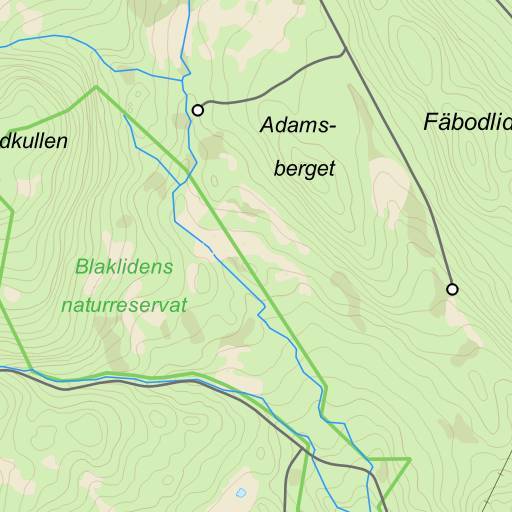 Adams-
berget
Fäbodlid
dkullen
Blaklidens
naturreservat